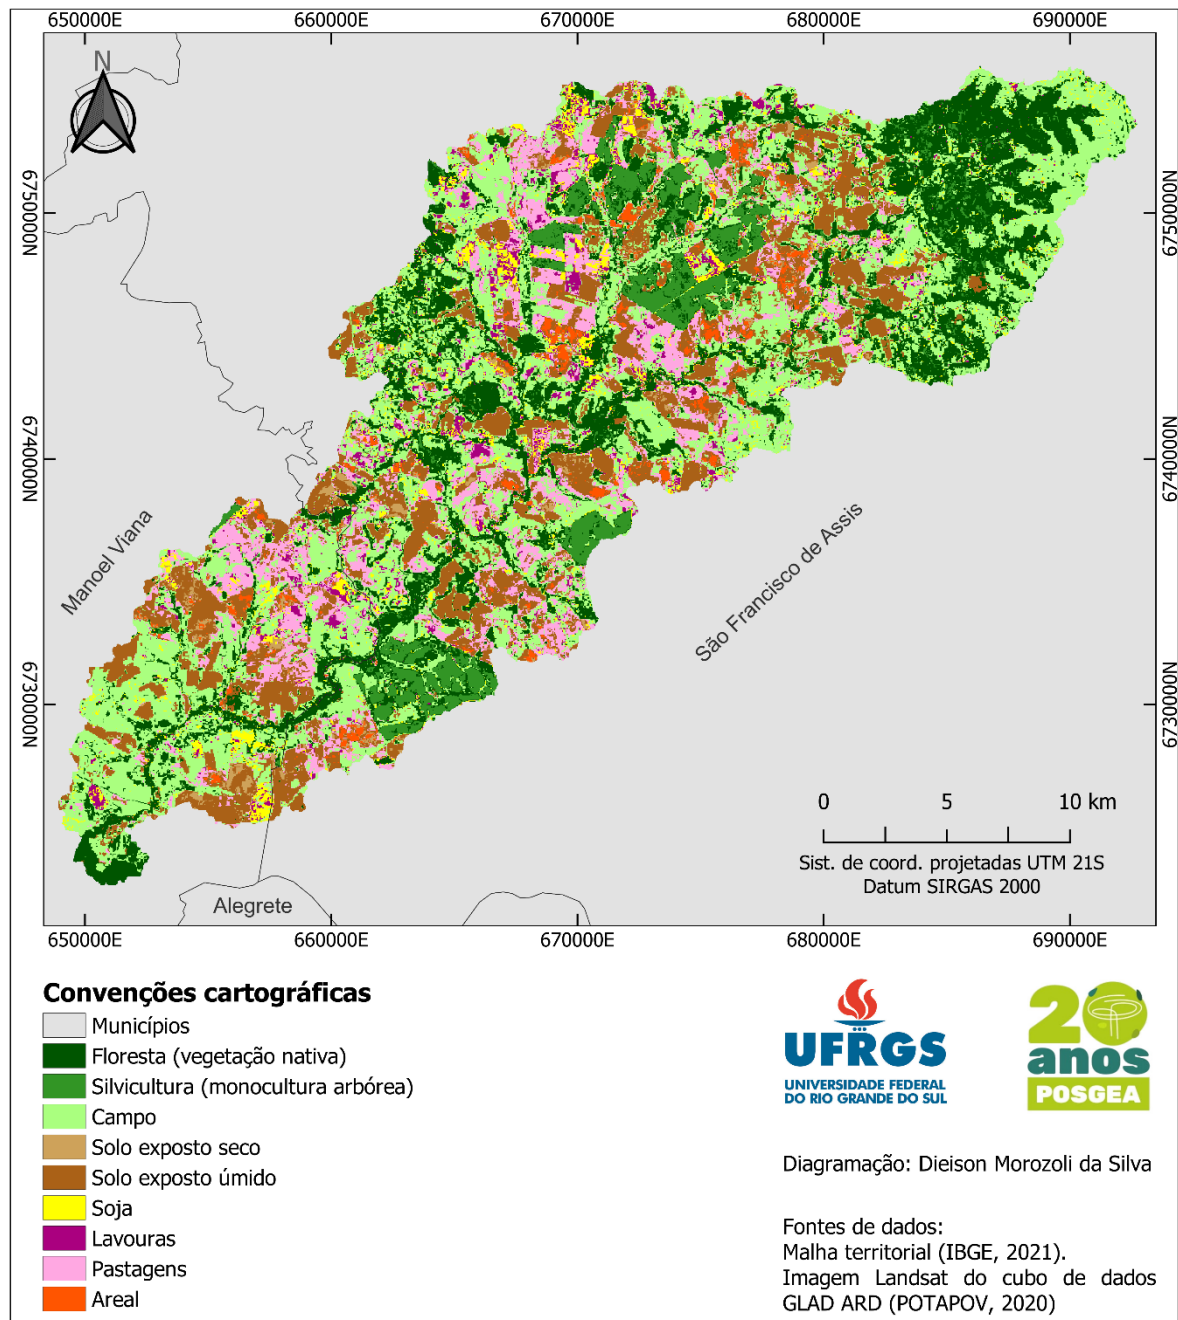 650000E 660000E 670000E 680000E 690000E
N
6750000N 6750000N
6740000N 6740000N
Manoel Viana
São Francisco de Assis
6730000N 6730000N
0 5 10 km
Sist. de coord. projetadas UTM 21S
Datum SIRGAS 2000
Alegrete
650000E 660000E 670000E 680000E 690000E
Convenções cartográficas
Municípios
Floresta (vegetação nativa)
Silvicultura (monocultura arbórea)
Campo
Solo exposto seco
Solo exposto úmido
Soja
Lavouras
Pastagens
Areal
UFRGS
UNIVERSIDADE FEDERAL
DO RIO GRANDE DO SUL
20
anos
POSGEA
Diagramação: Dieison Morozoli da Silva
Fontes de dados:
Malha territorial (IBGE, 2021).
Imagem Landsat do cubo de dados
GLAD ARD (POTAPOV, 2020)